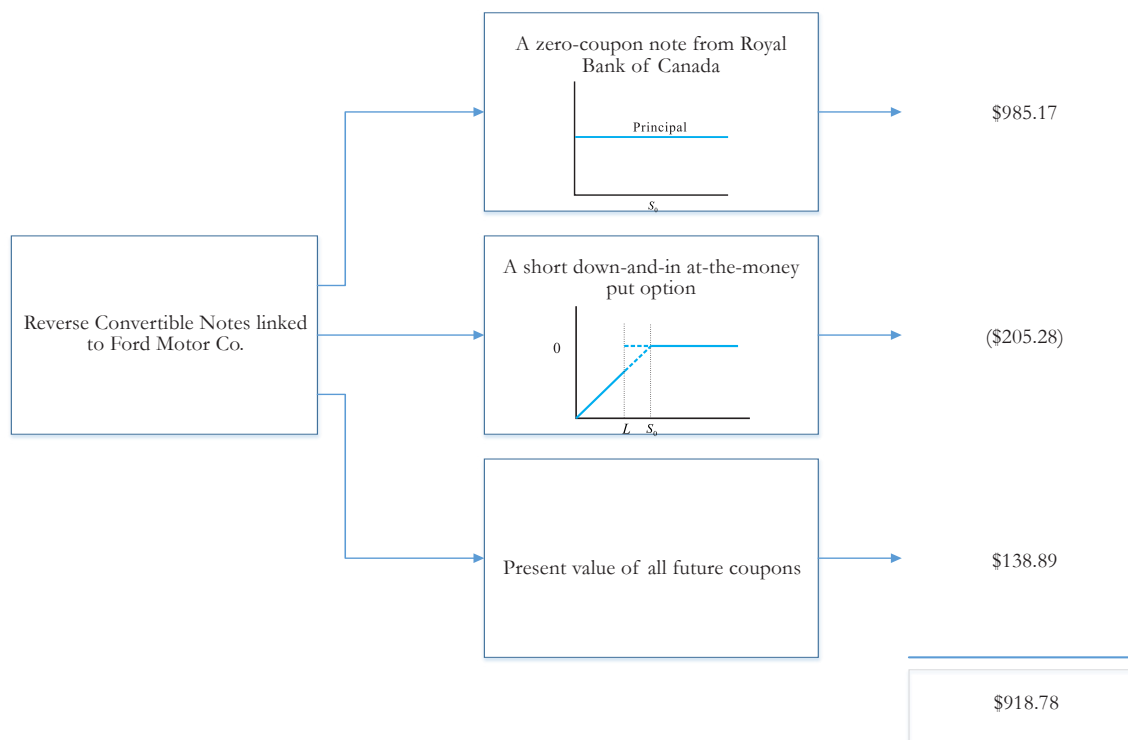 A zero-coupon note from Royal
Bank of Canada
Principal
S₀
$985.17
Reverse Convertible Notes linked
to Ford Motor Co.
A short down-and-in at-the-money
put option
0
L S₀
($205.28)
Present value of all future coupons
$138.89
$918.78